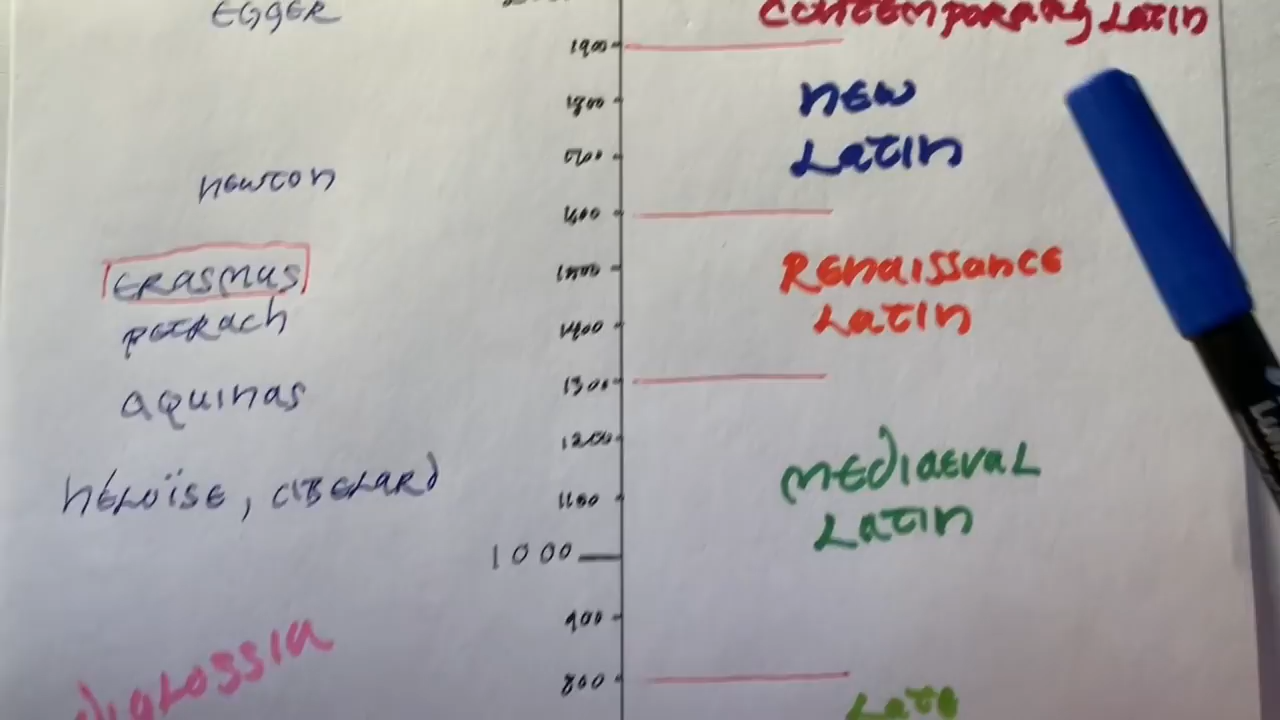 EGGER
CONTEMPORARY LATIN
1900
NEW
LATIN
1800
1700
NEWTON
1600
RENAISSANCE
LATIN
ERASMUS
1500
PETRACH
1400
1300
AQUINAS
1200
MEDIAEVAL
LATIN
HÉLOÏSE, ABELARD
1100
1000
900
DIGLOSSIA
800
LATE